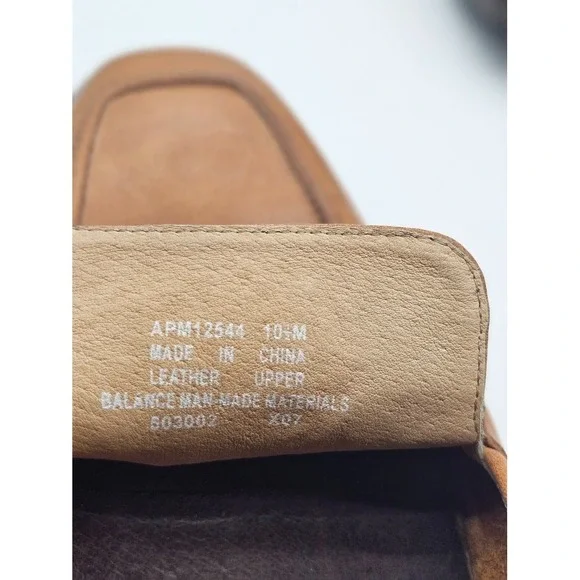 APM12544 10½M
MADE IN CHINA
LEATHER UPPER
BALANCE MAN-MADE MATERIALS
603002 X07